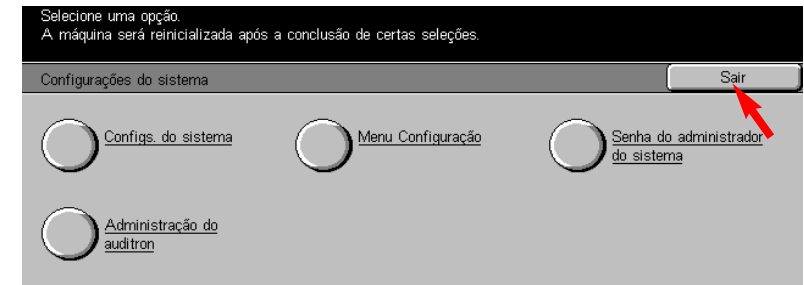 Selecione uma opção.
A máquina será reinicializada após a conclusão de certas seleções.
Configurações do sistema
Sair
Configs. do sistema
Menu Configuração
Senha do administrador
do sistema
Administração do
auditron